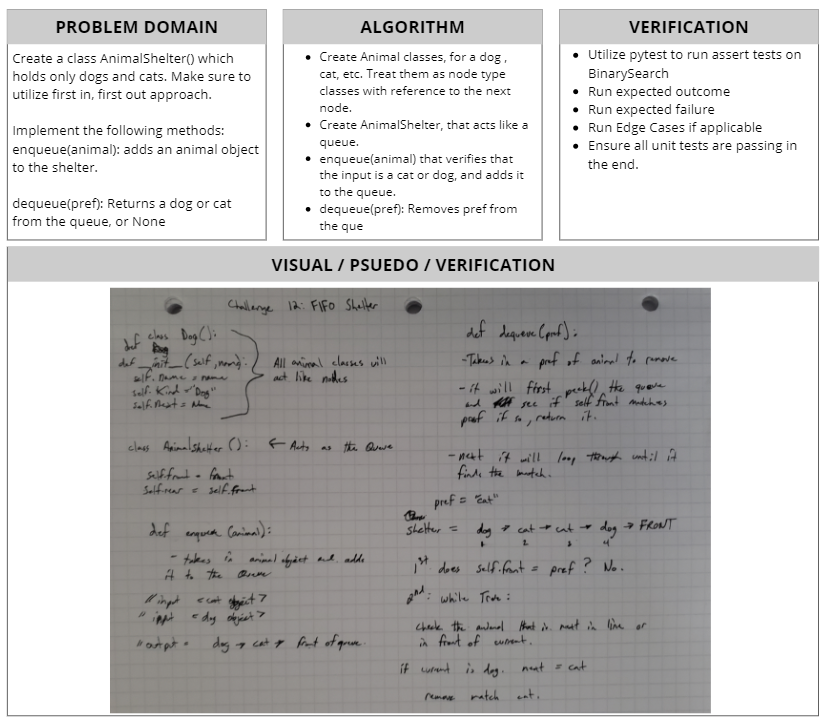 PROBLEM DOMAIN
Create a class AnimalShelter() which
holds only dogs and cats. Make sure to
utilize first in, first out approach.
Implement the following methods:
enqueue(animal): adds an animal object
to the shelter.
dequeue(pref): Returns a dog or cat
from the queue, or None
ALGORITHM
• Create Animal classes, for a dog ,
cat, etc. Treat them as node type
classes with reference to the next
node.
• Create AnimalShelter, that acts like a
queue.
• enqueue(animal) that verifies that
the input is a cat or dog, and adds it
to the queue.
• dequeue(pref): Removes pref from
the que
VERIFICATION
• Utilize pytest to run assert tests on
BinarySearch
• Run expected outcome
• Run expected failure
• Run Edge Cases if applicable
• Ensure all unit tests are passing in
the end.
VISUAL / PSUEDO / VERIFICATION
Challenge 12: FIFO Shelter
def class Dog():
def __init__(self, name):
self.name = name
self.kind = "Dog"
self.next = None
All animal classes will
act like nodes
class AnimalShelter():  ← Acts as the Queue
self.front = front
self.rear = self.front
def enqueue(animal):
- takes in animal object and adds
it to the Queue
"input <cat object>
" input <dog object>
"output = dog → cat → front of queue
def dequeue(pref):
-Takes in a pref of animal to remove
- it will first peek() the queue
and see if self.front matches
pref if so, return it.
- next it will loop through until it
finds the match.
pref = "cat"
shelter = dog → cat → cat → dog → FRONT
1 2 3 4
1st does self.front = pref? No.
2nd: while True:
check the animal that is next in line or
in front of current.
if current is dog. next = cat
remove match cat.